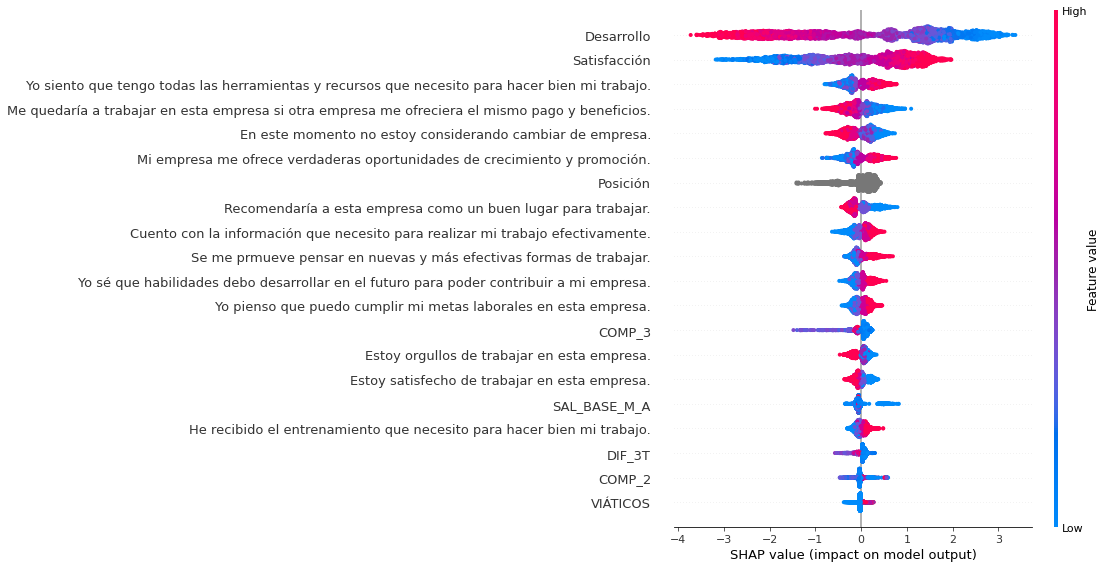 High
Desarrollo
Satisfacción
Yo siento que tengo todas las herramientas y recursos que necesito para hacer bien mi trabajo.
Me quedaría a trabajar en esta empresa si otra empresa me ofreciera el mismo pago y beneficios.
En este momento no estoy considerando cambiar de empresa.
Mi empresa me ofrece verdaderas oportunidades de crecimiento y promoción.
Posición
Recomendaría a esta empresa como un buen lugar para trabajar.
Cuento con la información que necesito para realizar mi trabajo efectivamente.
Se me prmueve pensar en nuevas y más efectivas formas de trabajar.
Yo sé que habilidades debo desarrollar en el futuro para poder contribuir a mi empresa.
Yo pienso que puedo cumplir mi metas laborales en esta empresa.
COMP_3
Estoy orgullos de trabajar en esta empresa.
Estoy satisfecho de trabajar en esta empresa.
SAL_BASE_M_A
He recibido el entrenamiento que necesito para hacer bien mi trabajo.
DIF_3T
COMP_2
VIÁTICOS
Feature value
Low
−4 −3 −2 −1 0 1 2 3
SHAP value (impact on model output)